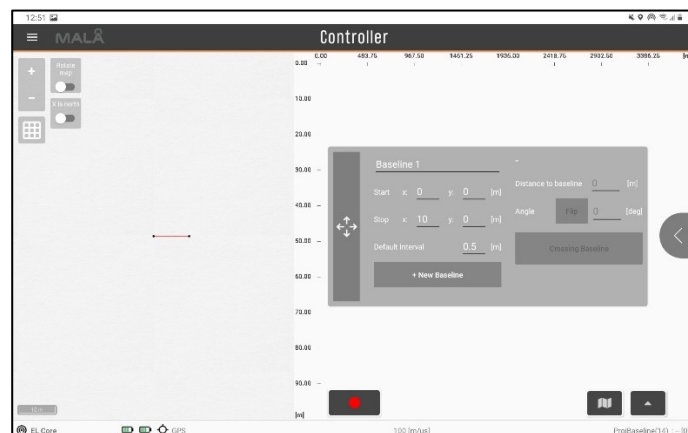 12:51
MALÅ Controller
Rotate map
X is north
0.00 483.75 967.50 1451.25 1935.00 2418.75 2902.50 3386.25
0.00
10.00
20.00
30.00
40.00
50.00
60.00
70.00
80.00
90.00
[m]
Baseline 1 -
Start x: 0 y: 0 [m] Distance to baseline 0 [m]
Stop x: 10 y: 0 [m] Angle Flip 0 [deg]
Default Interval 0.5 [m] Crossing Baseline
+ New Baseline
EL Core GPS 100 [m/µs]